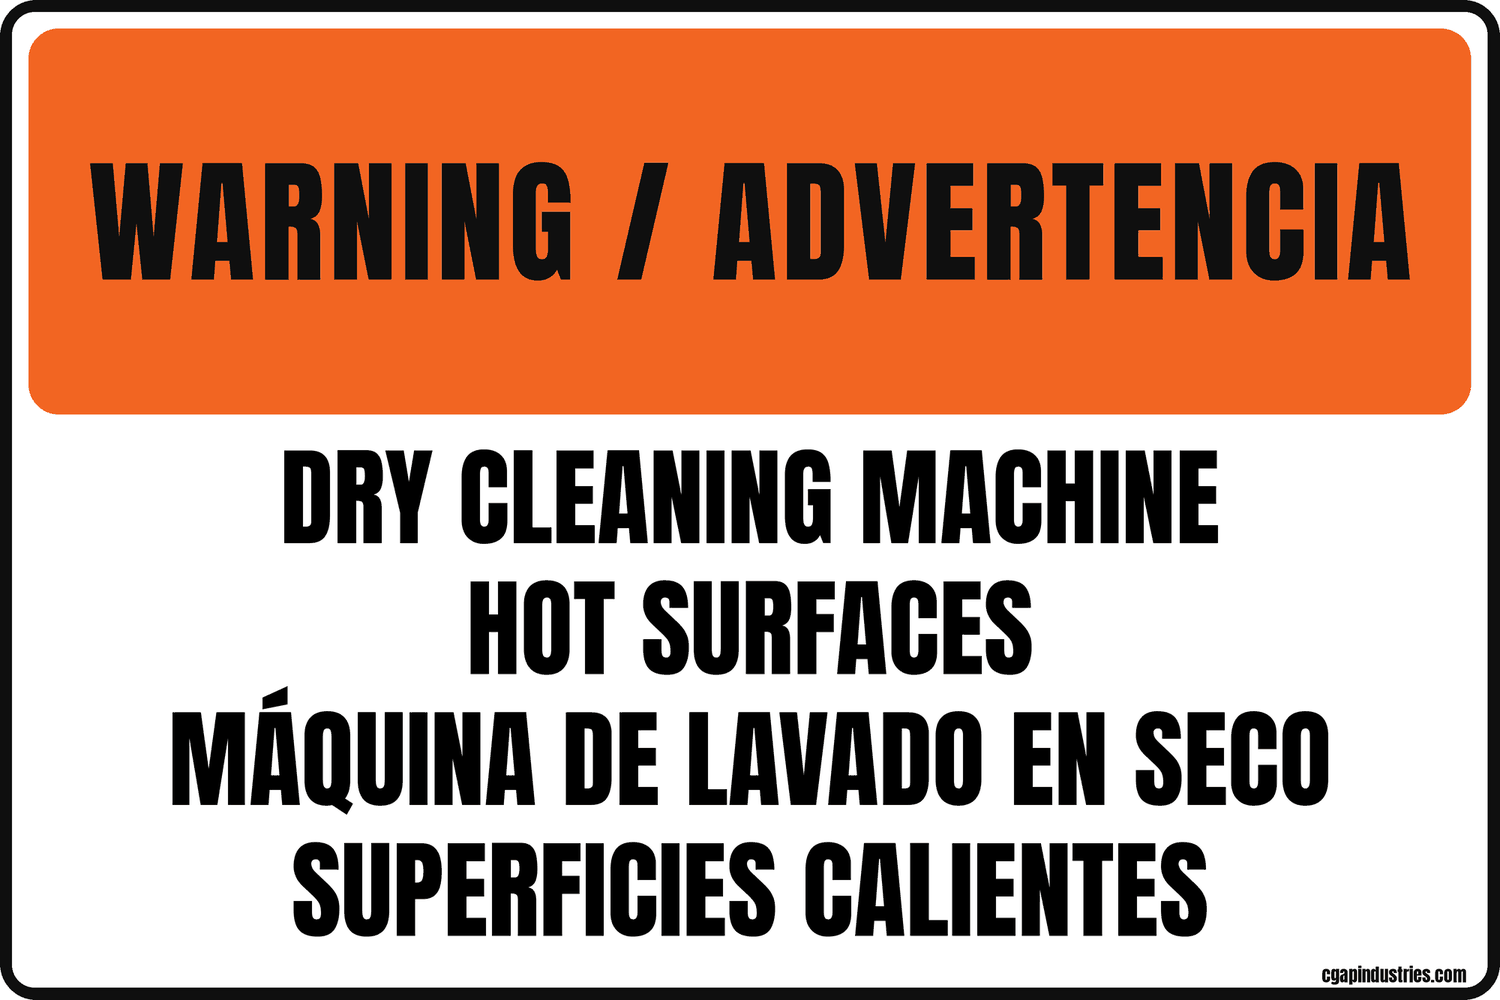 WARNING / ADVERTENCIA
DRY CLEANING MACHINE
HOT SURFACES
MÁQUINA DE LAVADO EN SECO
SUPERFICIES CALIENTES
cgapindustries.com